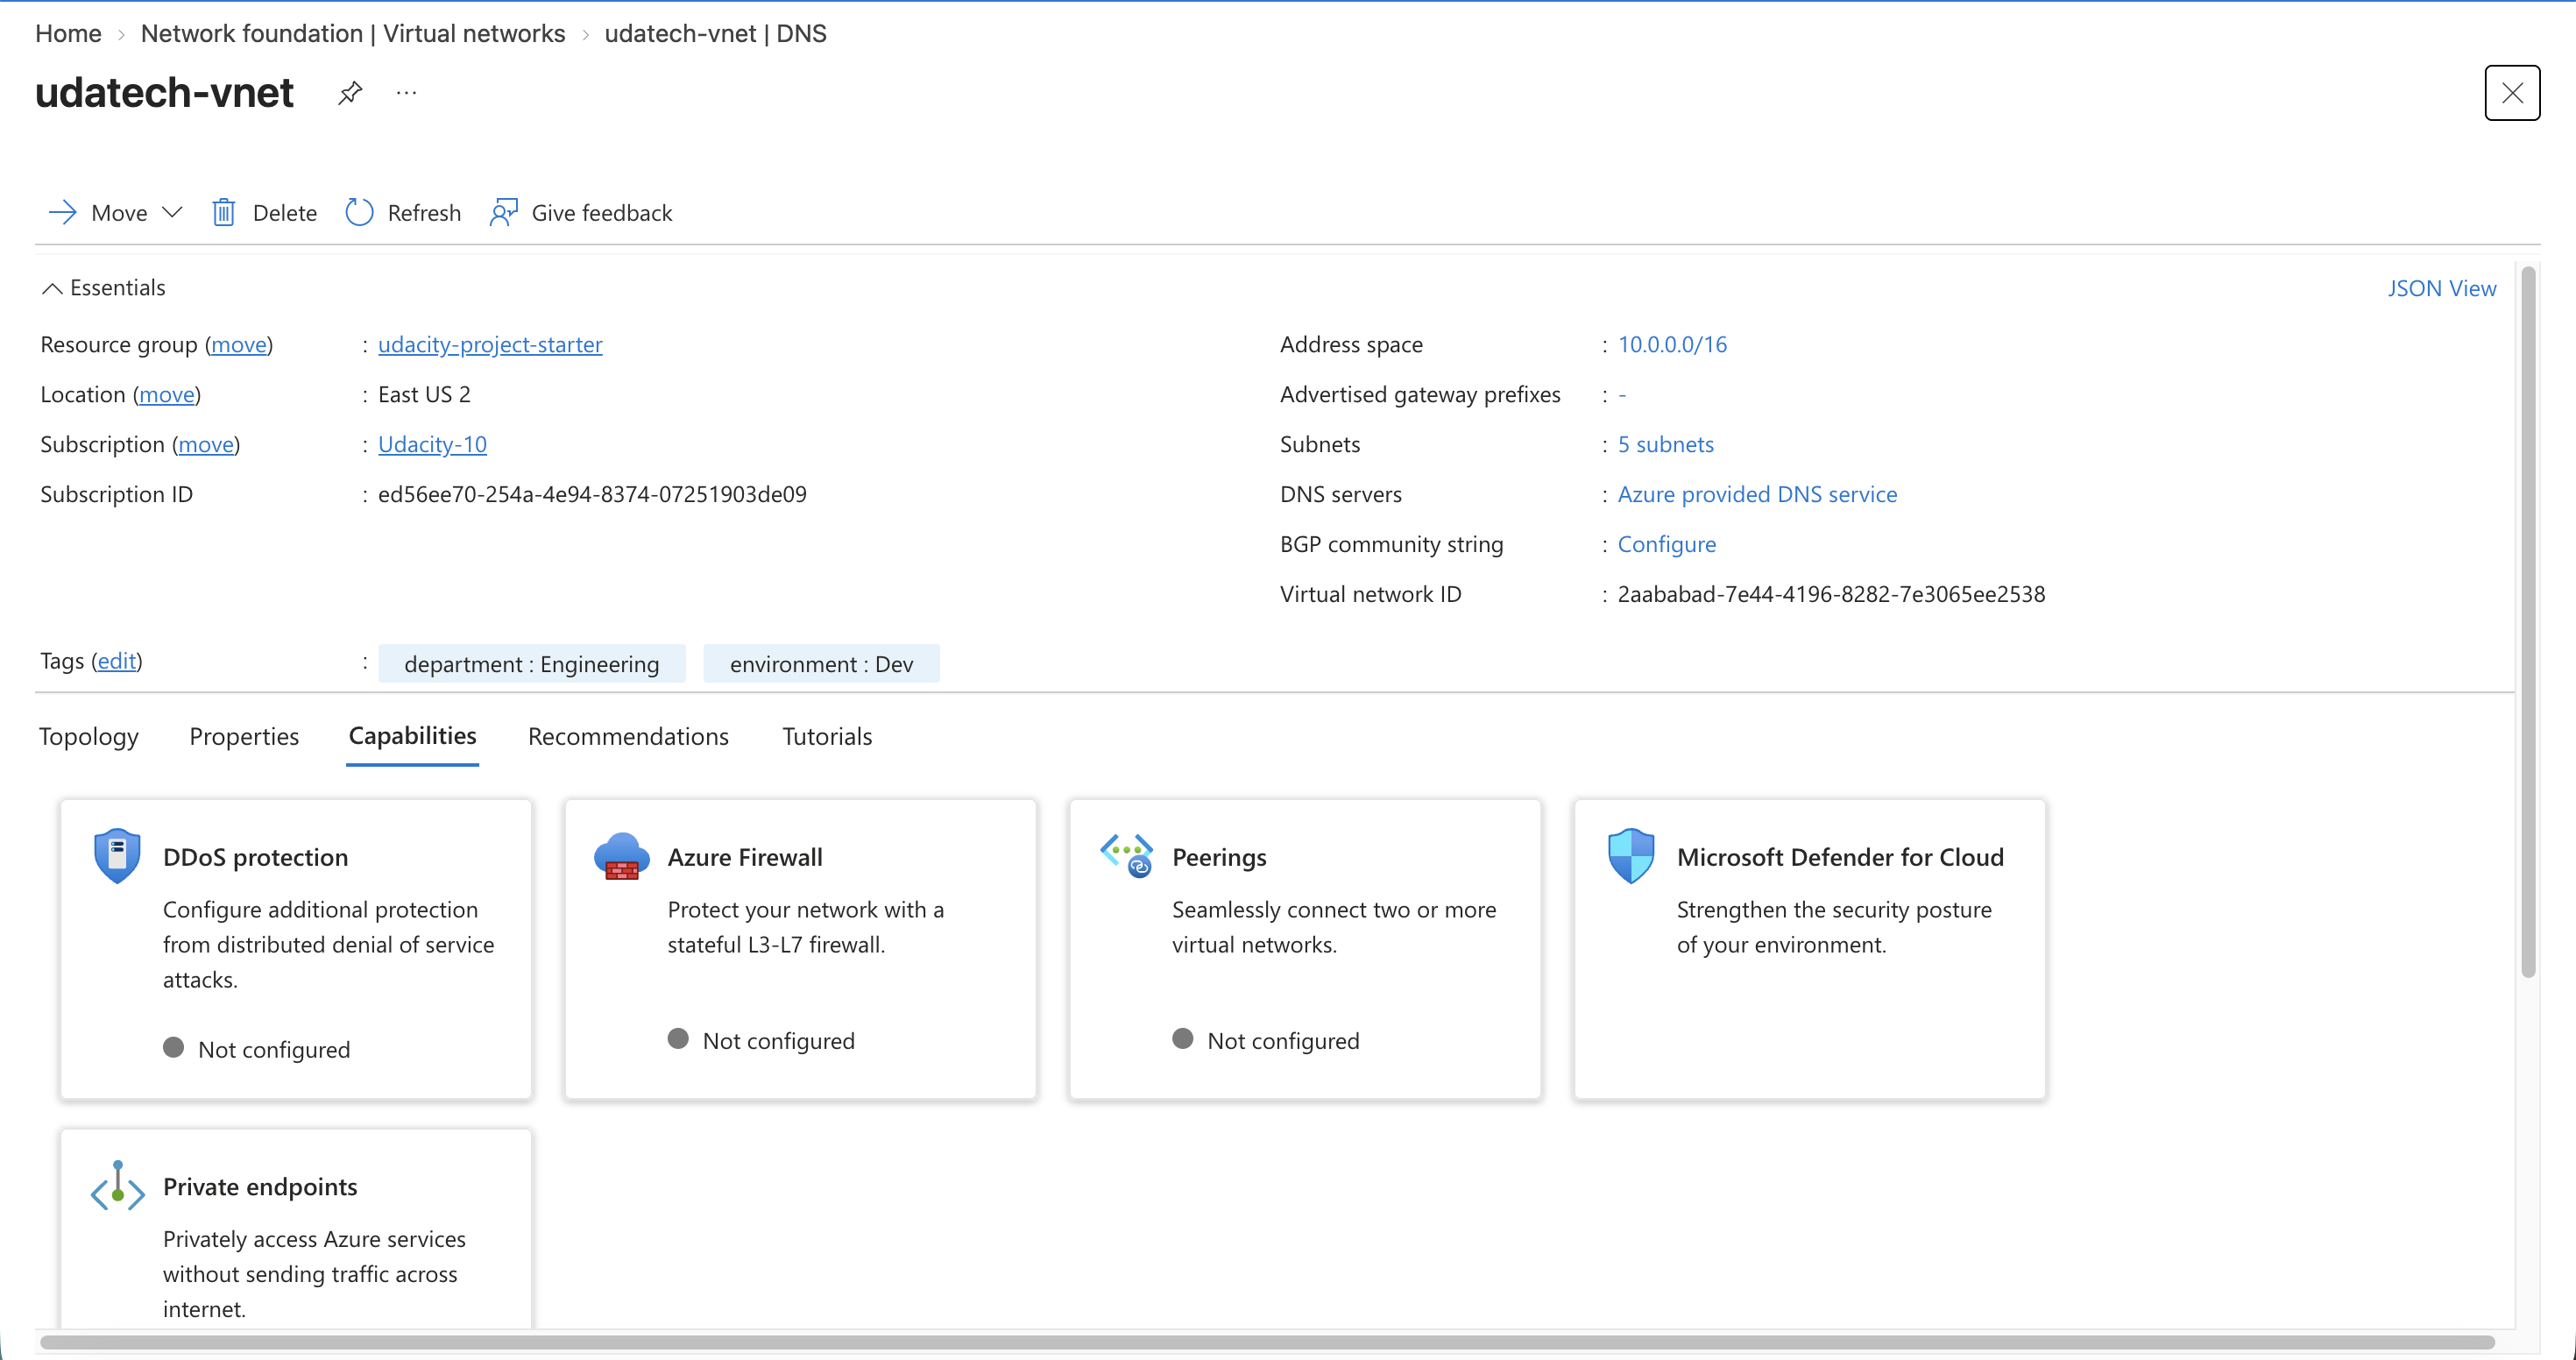 Home > Network foundation | Virtual networks > udatech-vnet | DNS
udatech-vnet ...
Move Delete Refresh Give feedback
Essentials JSON View
Resource group (move) : udacity-project-starter
Location (move) : East US 2
Subscription (move) : Udacity-10
Subscription ID : ed56ee70-254a-4e94-8374-07251903de09
Address space : 10.0.0.0/16
Advertised gateway prefixes : -
Subnets : 5 subnets
DNS servers : Azure provided DNS service
BGP community string : Configure
Virtual network ID : 2aababad-7e44-4196-8282-7e3065ee2538
Tags (edit) : department : Engineering environment : Dev
Topology Properties Capabilities Recommendations Tutorials
DDoS protection
Configure additional protection
from distributed denial of service
attacks.
Not configured
Azure Firewall
Protect your network with a
stateful L3-L7 firewall.
Not configured
Peerings
Seamlessly connect two or more
virtual networks.
Not configured
Microsoft Defender for Cloud
Strengthen the security posture
of your environment.
Private endpoints
Privately access Azure services
without sending traffic across
internet.